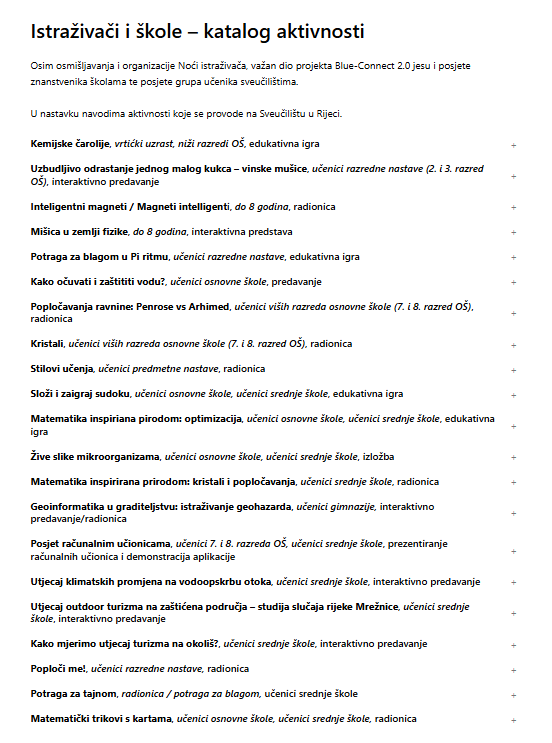 Istraživači i škole – katalog aktivnosti
Osim osmišljavanja i organizacije Noći istraživača, važan dio projekta Blue-Connect 2.0 jesu i posjete
znanstvenika školama te posjete grupa učenika sveučilištima.
U nastavku navodima aktivnosti koje se provode na Sveučilištu u Rijeci.
Kemijske čarolije, vrtićki uzrast, niži razredi OŠ, edukativna igra +
Uzbudljivo odrastanje jednog malog kukca – vinske mušice, učenici razredne nastave (2. i 3. razred
OŠ), interaktivno predavanje +
Inteligentni magneti / Magneti intelligenti, do 8 godina, radionica +
Mišica u zemlji fizike, do 8 godina, interaktivna predstava +
Potraga za blagom u Pi ritmu, učenici razredne nastave, edukativna igra +
Kako očuvati i zaštititi vodu?, učenici osnovne škole, predavanje +
Popločavanja ravnine: Penrose vs Arhimed, učenici viših razreda osnovne škole (7. i 8. razred OŠ),
radionica +
Kristali, učenici viših razreda osnovne škole (7. i 8. razred OŠ), radionica +
Stilovi učenja, učenici predmetne nastave, radionica +
Složi i zaigraj sudoku, učenici osnovne škole, učenici srednje škole, edukativna igra +
Matematika inspiriana pirodom: optimizacija, učenici osnovne škole, učenici srednje škole, edukativna
igra +
Žive slike mikroorganizama, učenici osnovne škole, učenici srednje škole, izložba +
Matematika inspirirana pirodom: kristali i popločavanja, učenici srednje škole, radionica +
Geoinformatika u graditeljstvu: istraživanje geohazarda, učenici gimnazije, interaktivno
predavanje/radionica +
Posjet računalnim učionicama, učenici 7. i 8. razreda OŠ, učenici srednje škole, prezentiranje
računalnih učionica i demonstracija aplikacije +
Utjecaj klimatskih promjena na vodoopskrbu otoka, učenici srednje škole, interaktivno predavanje +
Utjecaj outdoor turizma na zaštićena područja – studija slučaja rijeke Mrežnice, učenici srednje
škole, interaktivno predavanje +
Kako mjerimo utjecaj turizma na okoliš?, učenici srednje škole, interaktivno predavanje +
Poploči me!, učenici razredne nastave, radionica +
Potraga za tajnom, radionica / potraga za blagom, učenici srednje škole +
Matematički trikovi s kartama, učenici osnovne škole, učenici srednje škole, radionica +